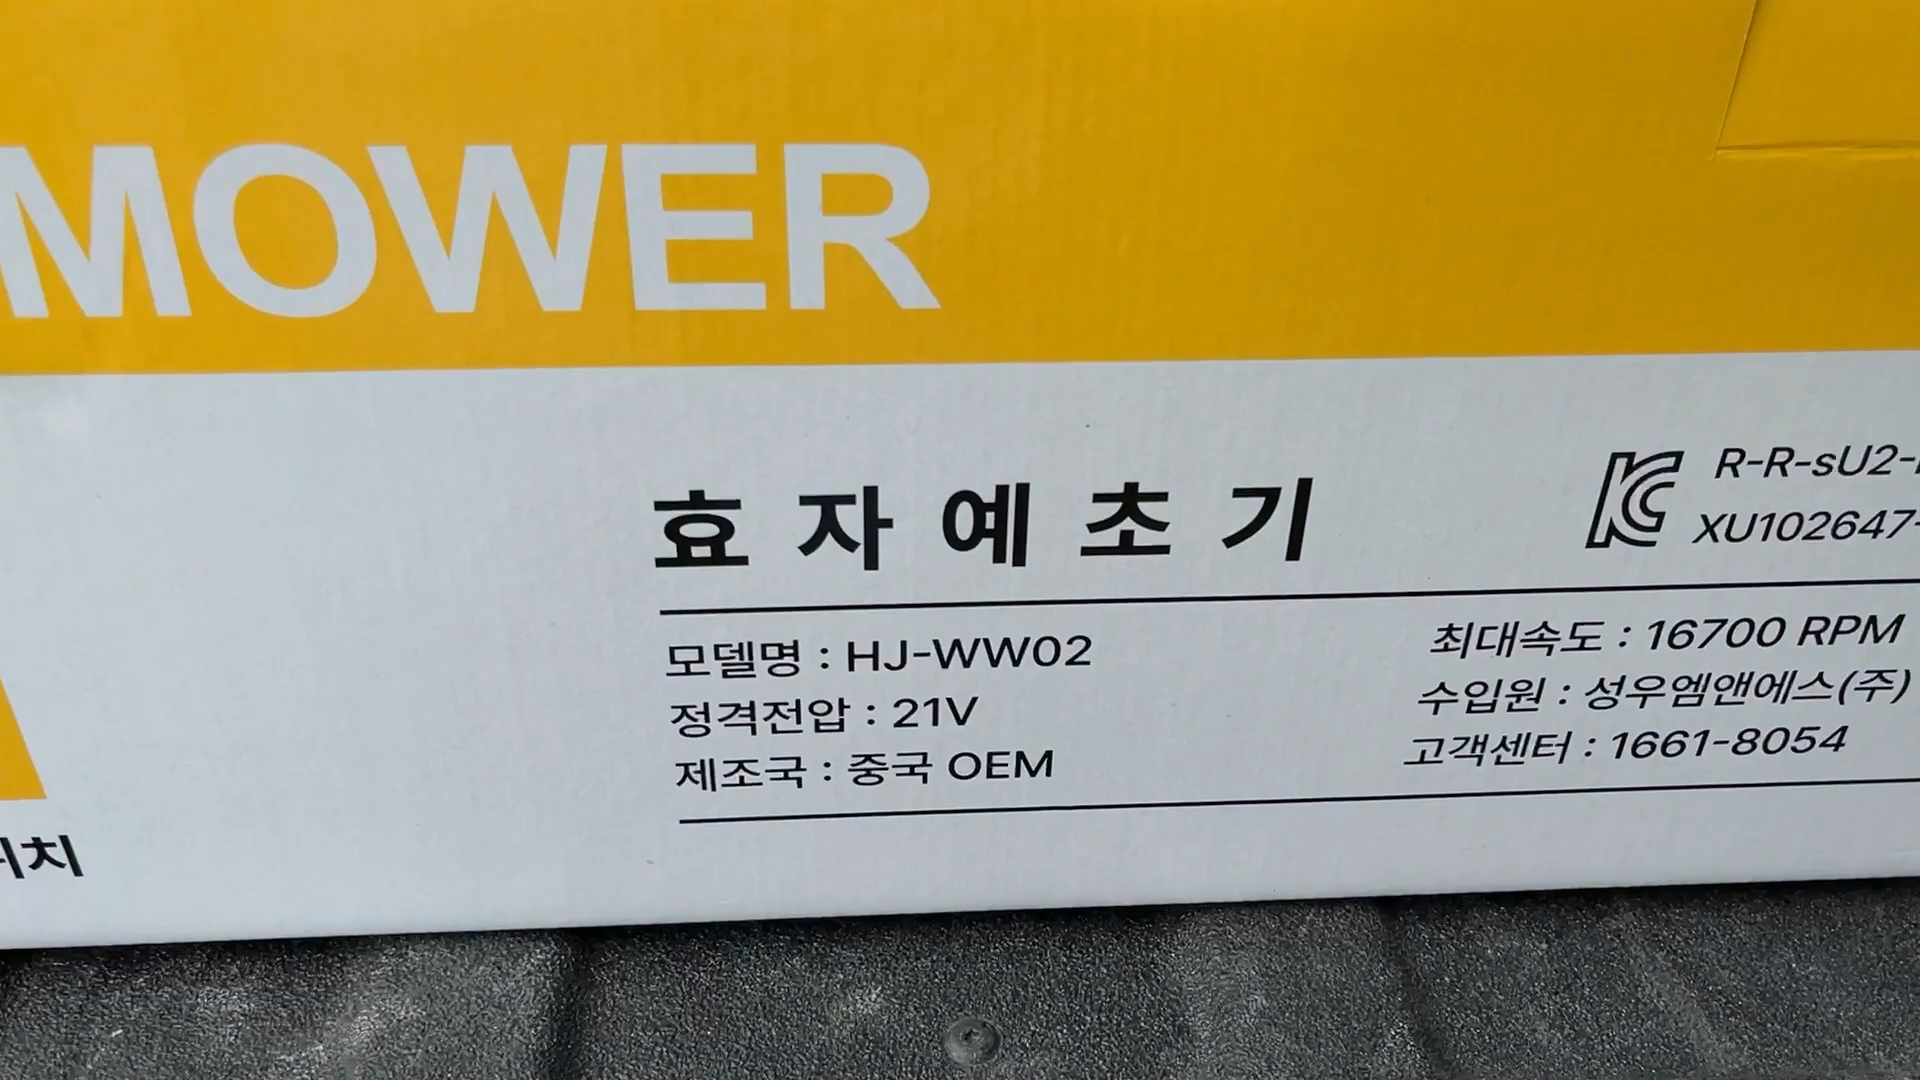 MOWER
효자예초기
R-R-sU2-
XU102647-
모델명 : HJ-WW02
정격전압 : 21V
제조국 : 중국 OEM
최대속도 : 16700 RPM
수입원 : 성우엠앤에스(주)
고객센터 : 1661-8054
치